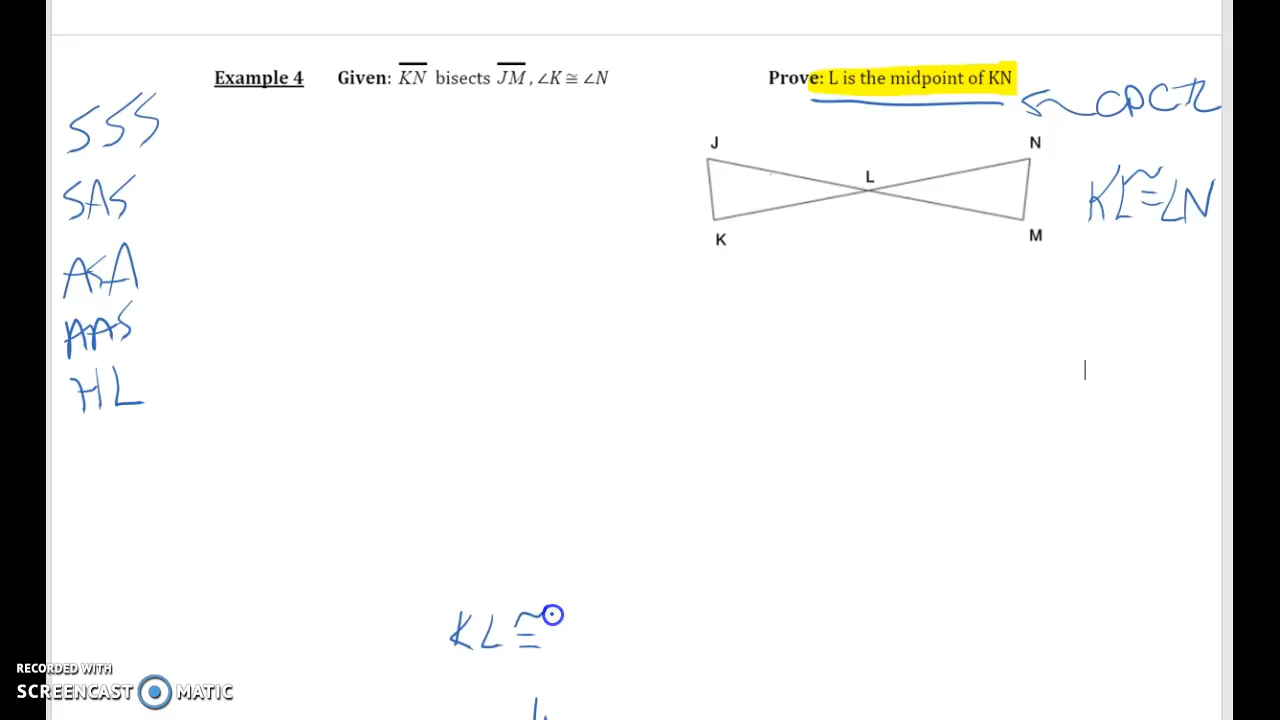 Example 4 Given: KN bisects JM, ∠K ≅ ∠N Prove: L is the midpoint of KN
CPCTC
SSS
J N
L
KL ≅ LN
SAS
K M
ASA
AAS
HL
KL ≅
L
RECORDED WITH
SCREENCAST MATIC